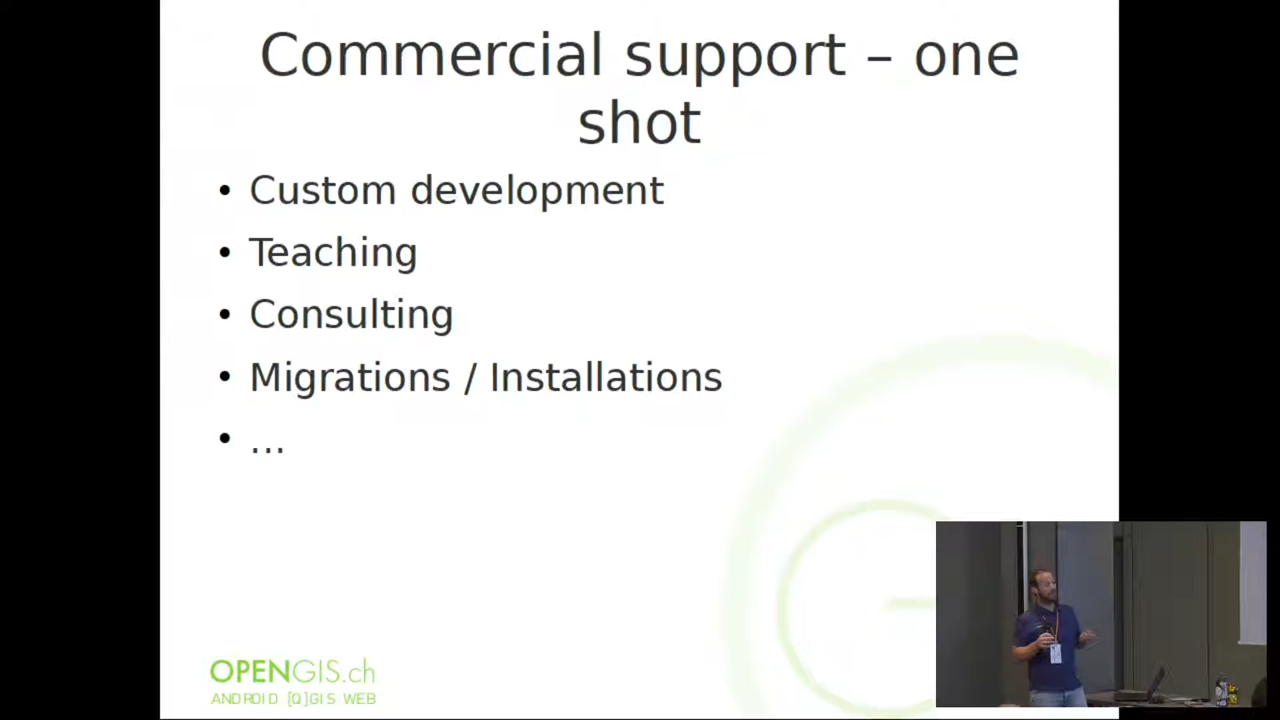 Commercial support – one
shot
• Custom development
• Teaching
• Consulting
• Migrations / Installations
• ...
OPENGIS.ch
ANDROID [Q]GIS WEB